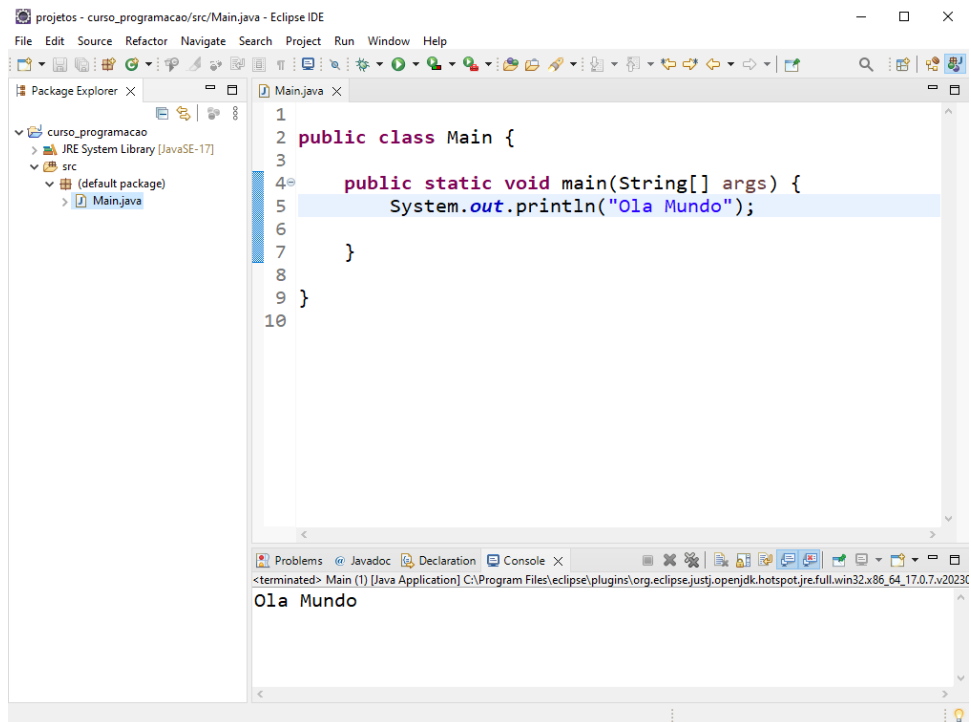 projetos - curso_programacao/src/Main.java - Eclipse IDE
File Edit Source Refactor Navigate Search Project Run Window Help
Package Explorer
curso_programacao
JRE System Library [JavaSE-17]
src
(default package)
Main.java
Main.java
1
2 public class Main {
3
4 public static void main(String[] args) {
5 System.out.println("Ola Mundo");
6
7 }
8
9 }
10
Problems @ Javadoc Declaration Console
<terminated> Main (1) [Java Application] C:\Program Files\eclipse\plugins\org.eclipse.justj.openjdk.hotspot.jre.full.win32.x86_64_17.0.7.v20230
Ola Mundo